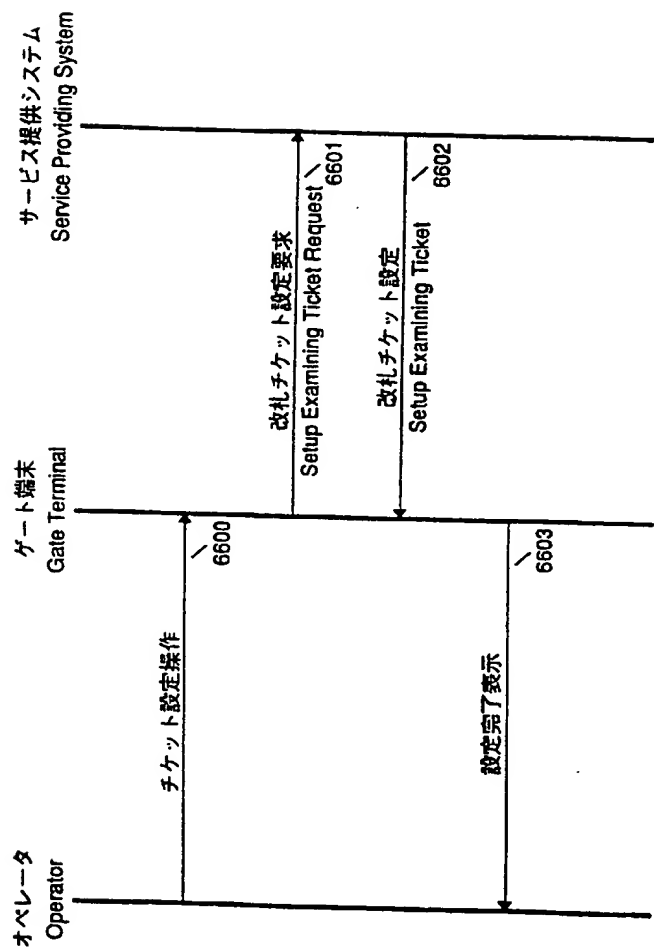 オペレータ
Operator
ゲート端末
Gate Terminal
サービス提供システム
Service Providing System
チケット設定操作
6600
改札チケット設定要求
Setup Examining Ticket Request
6601
改札チケット設定
Setup Examining Ticket
6602
設定完了表示
6603